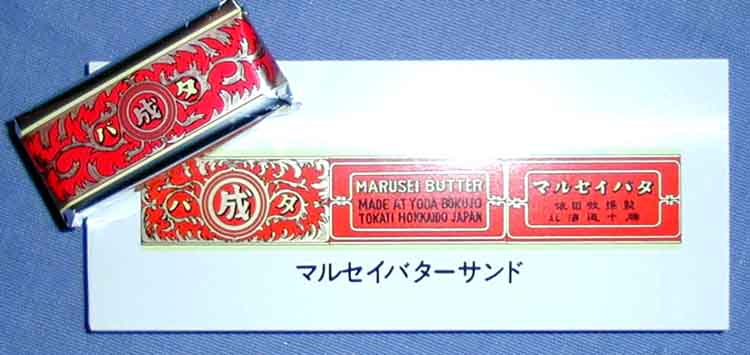 バ 成 タ
バ 成 タ
MARUSEI BUTTER
MADE AT YODA BOKUJO
TOKATI HOKKAIDO JAPAN
マルセイバタ
依田牧場製
北海道十勝
マルセイバターサンド